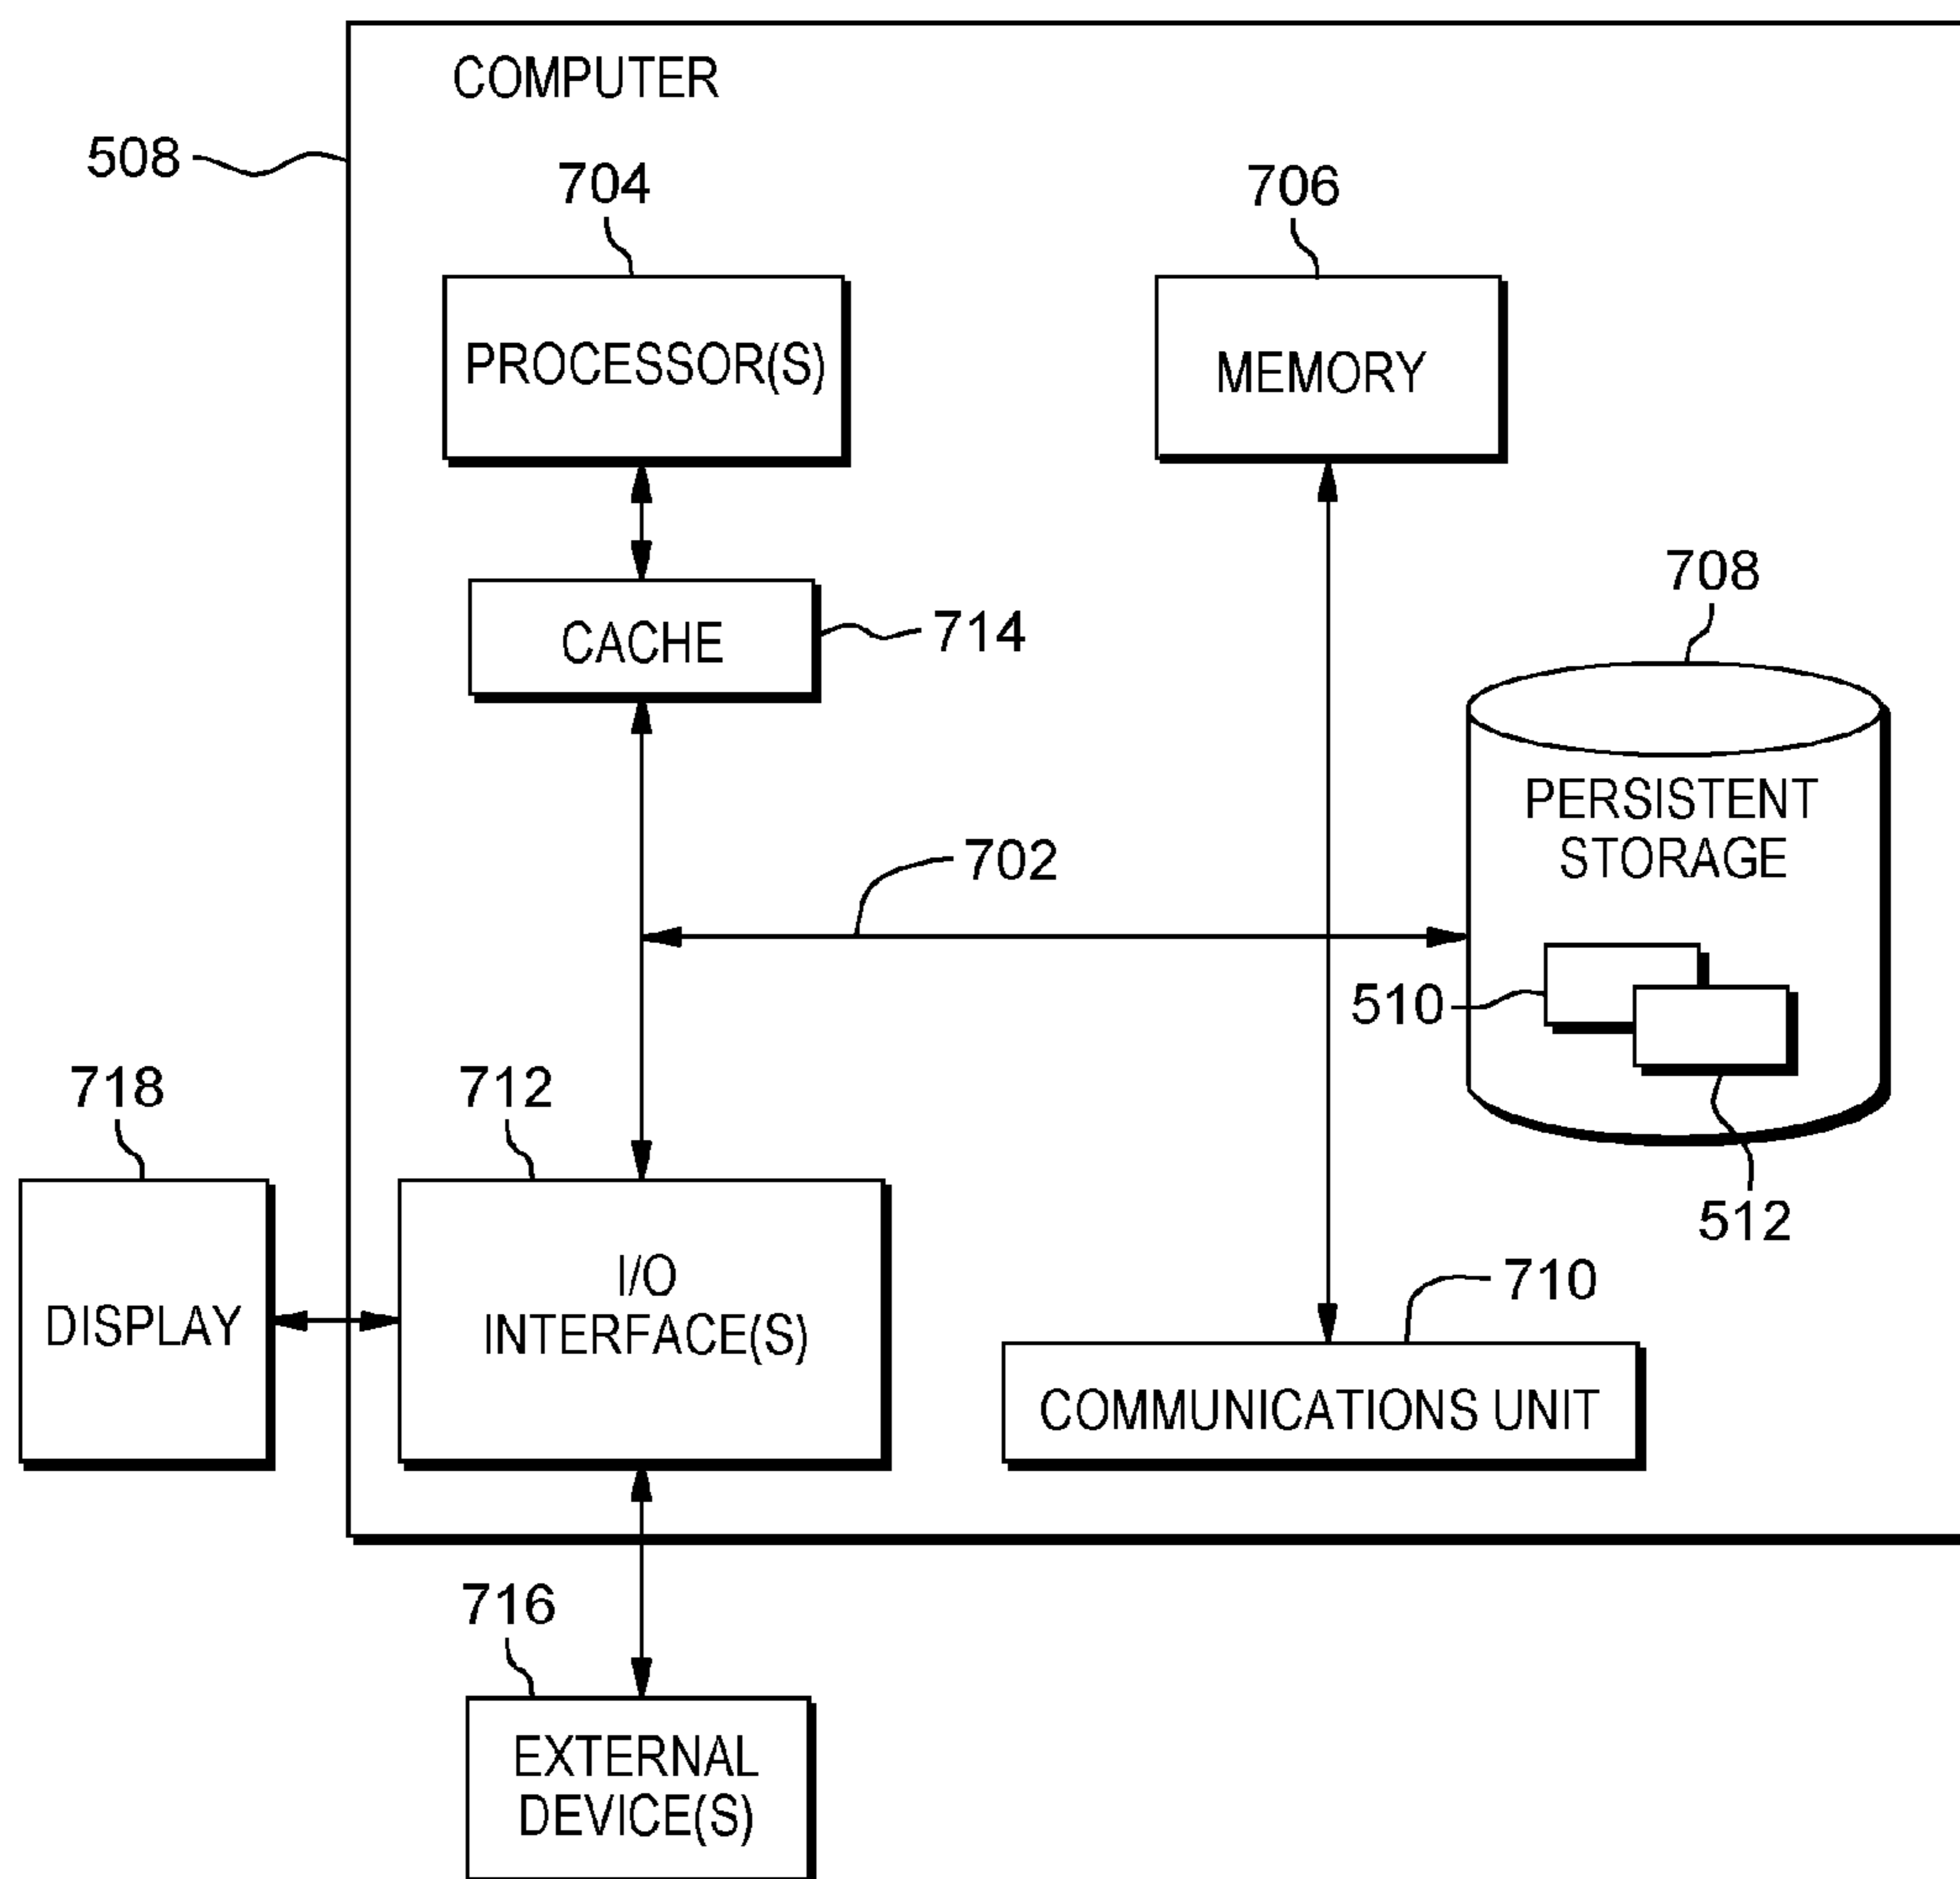 COMPUTER
508
704
706
PROCESSOR(S)
MEMORY
708
CACHE
714
PERSISTENT
STORAGE
702
510
718
712
512
I/O
INTERFACE(S)
DISPLAY
710
COMMUNICATIONS UNIT
716
EXTERNAL
DEVICE(S)